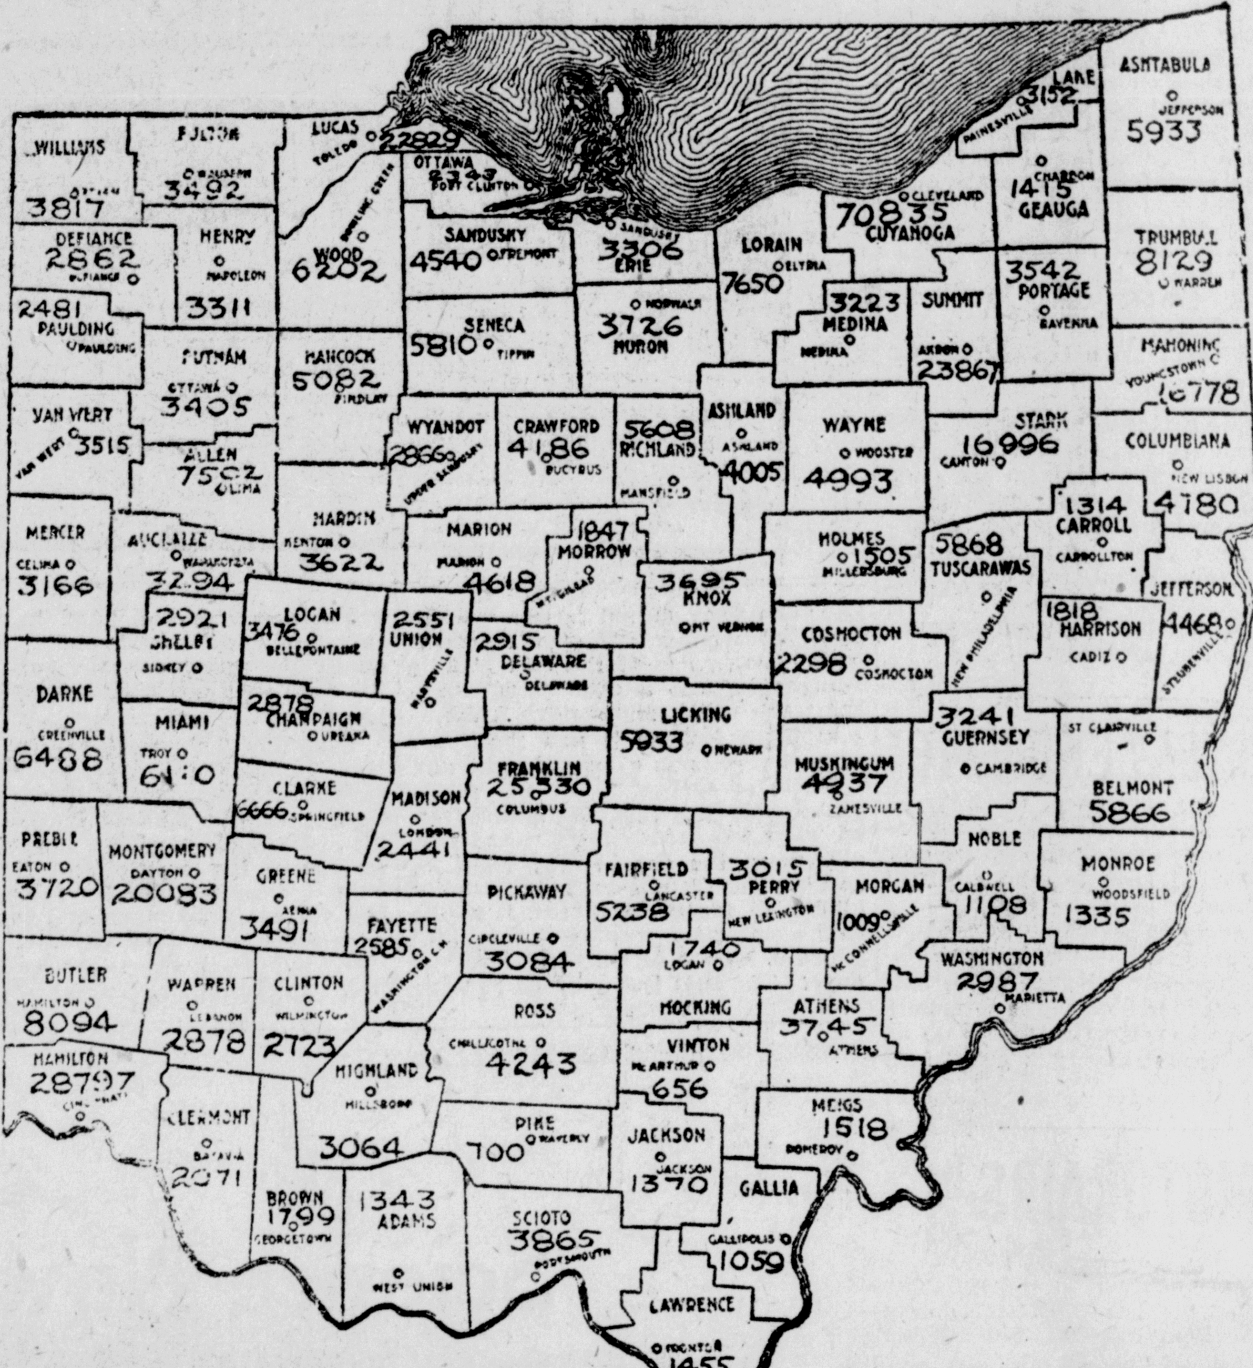 ASHTABULA
JEFFERSON
5933
LAKE
3152
PAINESVILLE
CHARDON
1415
GEAUGA
WILLIAMS
3817
FULTON
WAUSEON
3492
LUCAS
TOLEDO
22829
OTTAWA
2343
PORT CLINTON
WOOD
BOWLING GREEN
6202
SANDUSKY
4540 FREMONT
SANDUSKY
3306
ERIE
LORAIN
ELYRIA
7650
CLEVELAND
70835
CUYAHOGA
TRUMBULL
8129
WARREN
DEFIANCE
2862
DEFIANCE
HENRY
NAPOLEON
3311
2481
PAULDING
PAULDING
PUTNAM
OTTAWA
3405
HANCOCK
5082
FINDLAY
SENECA
5810 TIFFIN
NORWALK
3726
HURON
3223
MEDINA
MEDINA
SUMMIT
AKRON
23867
3542
PORTAGE
RAVENNA
MAHONING
YOUNGSTOWN
16778
VAN WERT
VAN WERT 3515
ALLEN
LIMA
WYANDOT
2866
UPPER SANDUSKY
CRAWFORD
4186
BUCYRUS
5608
RICHLAND
MANSFIELD
ASHLAND
ASHLAND
4005
WAYNE
WOOSTER
4993
STARK
16996
CANTON
COLUMBIANA
NEW LISBON
4780
MERCER
CELINA
3166
AUGLAIZE
WAPAKONETA
3294
HARDIN
KENTON
3622
MARION
MARION
4618
1847
MORROW
MT. GILEAD
3695
KNOX
MT VERNON
HOLMES
1505
MILLERSBURG
5868
TUSCARAWAS
NEW PHILADELPHIA
1314
CARROLL
CARROLLTON
JEFFERSON
4468
STEUBENVILLE
2921
SHELBY
SIDNEY
LOGAN
3476
BELLEFONTAINE
2551
UNION
MARYSVILLE
2915
DELAWARE
DELAWARE
COSHOCTON
2298 COSHOCTON
1818
HARRISON
CADIZ
DARKE
GREENVILLE
6488
MIAMI
TROY
2878
CHAMPAIGN
URBANA
CLARKE
6666 SPRINGFIELD
MADISON
LONDON
2441
FRANKLIN
25330
COLUMBUS
LICKING
5933 NEWARK
MUSKINGUM
4937
ZANESVILLE
3241
GUERNSEY
CAMBRIDGE
ST CLAIRVILLE
BELMONT
5866
PREBLE
EATON
3720
MONTGOMERY
DAYTON
20083
GREENE
XENIA
3491
FAYETTE
2585
WASHINGTON C.H.
PICKAWAY
CIRCLEVILLE
3084
FAIRFIELD
LANCASTER
5238
3015
PERRY
NEW LEXINGTON
MORGAN
1009
McCONNELLSVILLE
NOBLE
CALDWELL
1108
MONROE
WOODSFIELD
1335
BUTLER
HAMILTON
8094
WARREN
LEBANON
2878
CLINTON
WILMINGTON
2723
ROSS
CHILLICOTHE
4243
1740
LOGAN
HOCKING
ATHENS
3745
ATHENS
WASHINGTON
2987
MARIETTA
HAMILTON
28797
CLERMONT
BATAVIA
2071
HIGHLAND
HILLSBORO
3064
PIKE
700 WAVERLY
VINTON
McARTHUR
656
JACKSON
JACKSON
1370
MEIGS
1518
POMEROY
BROWN
1799
GEORGETOWN
1343
ADAMS
WEST UNION
SCIOTO
3865
PORTSMOUTH
GALLIA
GALLIPOLIS
1059
LAWRENCE
IRONTON
1455